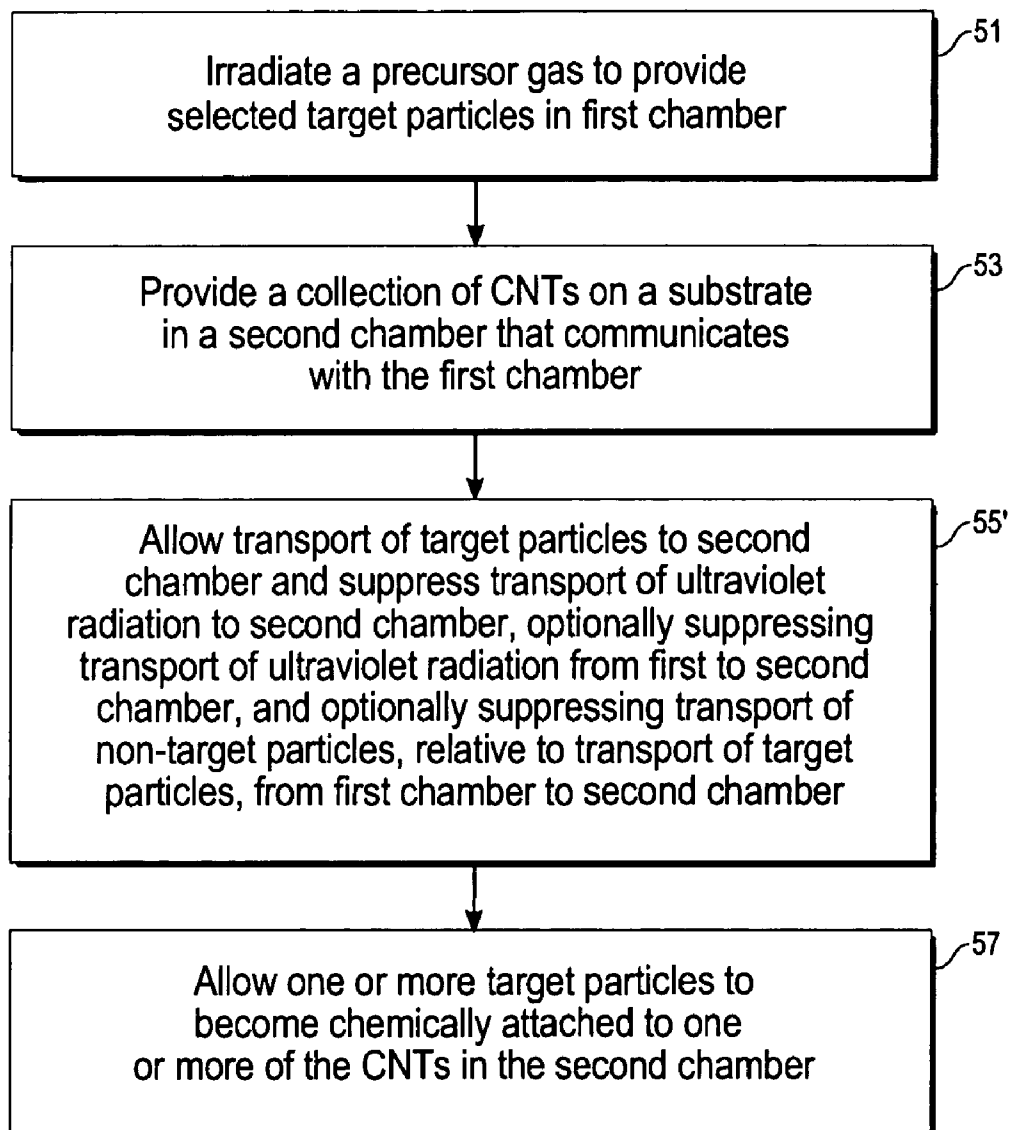 51
Irradiate a precursor gas to provide
selected target particles in first chamber
53
Provide a collection of CNTs on a substrate
in a second chamber that communicates
with the first chamber
55'
Allow transport of target particles to second
chamber and suppress transport of ultraviolet
radiation to second chamber, optionally suppressing
transport of ultraviolet radiation from first to second
chamber, and optionally suppressing transport of
non-target particles, relative to transport of target
particles, from first chamber to second chamber
57
Allow one or more target particles to
become chemically attached to one
or more of the CNTs in the second chamber